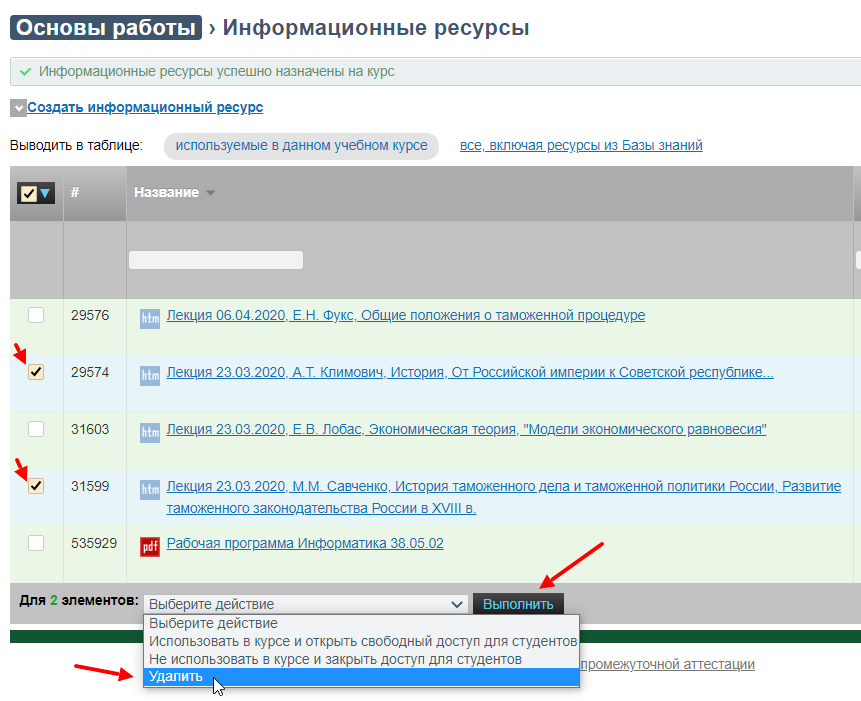 Основы работы › Информационные ресурсы
Информационные ресурсы успешно назначены на курс
Создать информационный ресурс
Выводить в таблице: используемые в данном учебном курсе все, включая ресурсы из Базы знаний
# Название
29576 htm Лекция 06.04.2020, Е.Н. Фукс, Общие положения о таможенной процедуре
29574 htm Лекция 23.03.2020, А.Т. Климович, История, От Российской империи к Советской республике...
31603 htm Лекция 23.03.2020, Е.В. Лобас, Экономическая теория, "Модели экономического равновесия"
31599 htm Лекция 23.03.2020, М.М. Савченко, История таможенного дела и таможенной политики России, Развитие
таможенного законодательства России в XVIII в.
535929 pdf Рабочая программа Информатика 38.05.02
Для 2 элементов: Выберите действие Выполнить
Выберите действие
Использовать в курсе и открыть свободный доступ для студентов
Не использовать в курсе и закрыть доступ для студентов
промежуточной аттестации
Удалить